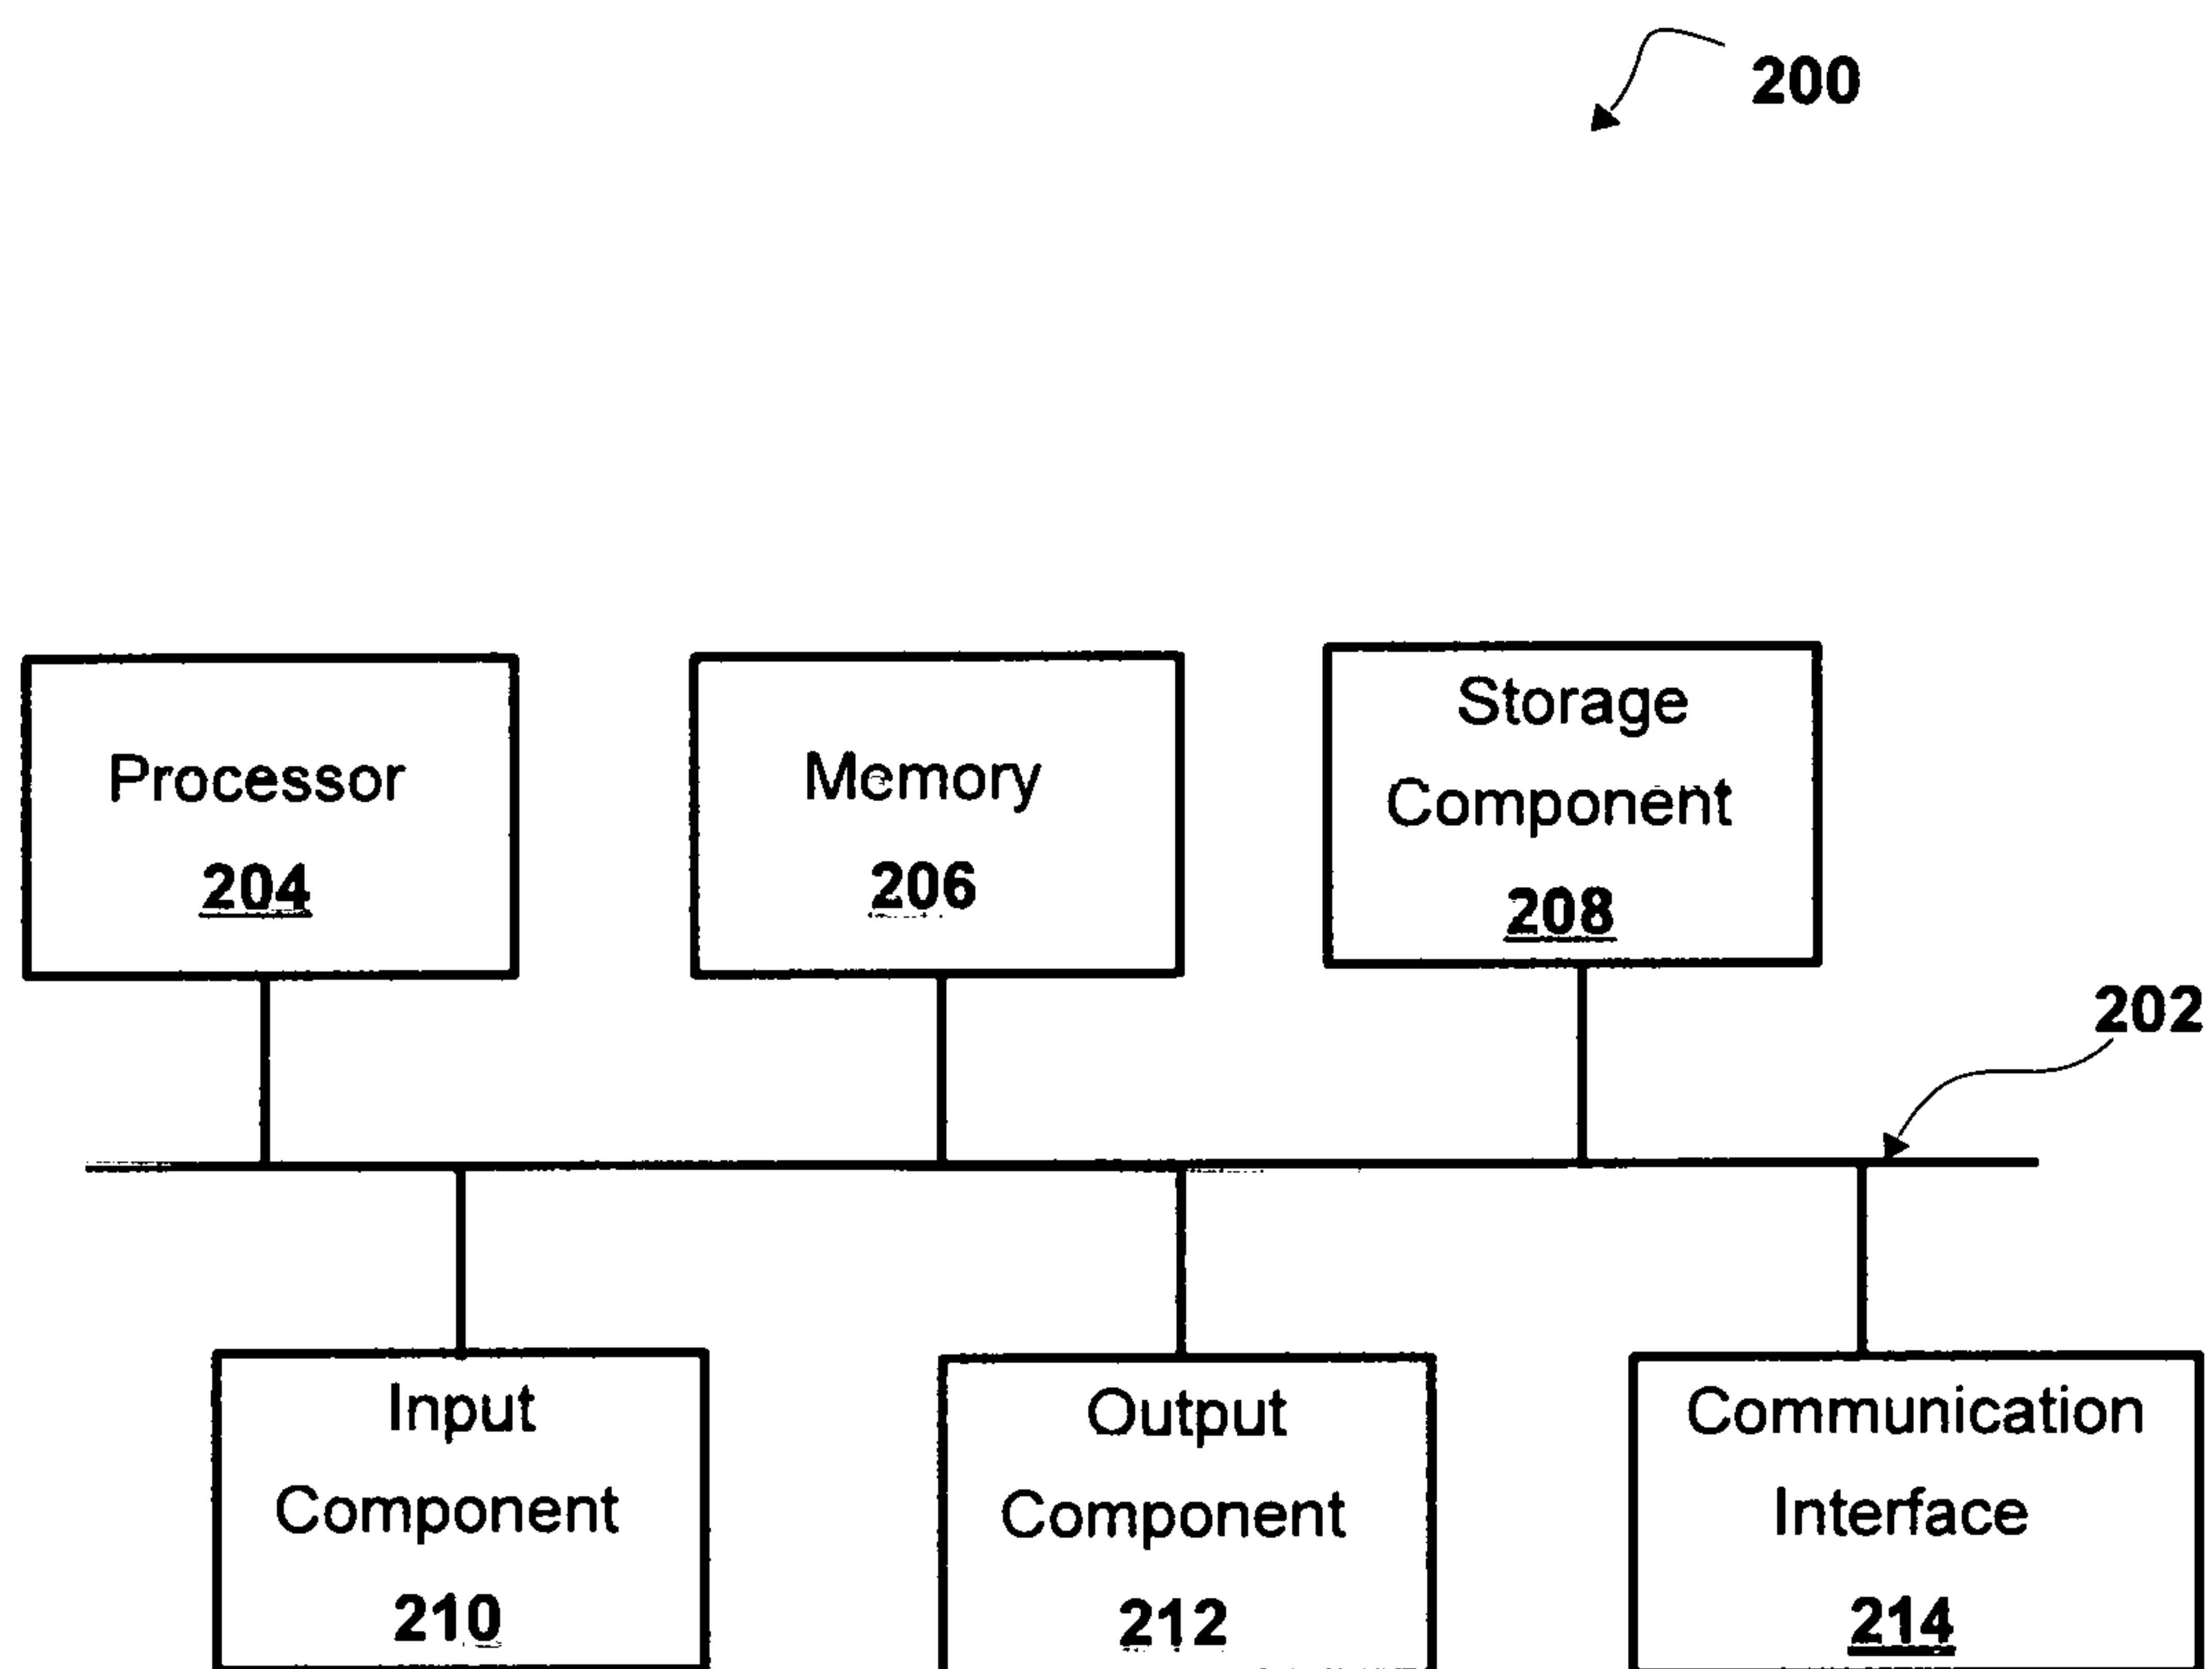 200
Processor
204
Memory
206
Storage
Component
208
202
Input
Component
210
Output
Component
212
Communication
Interface
214